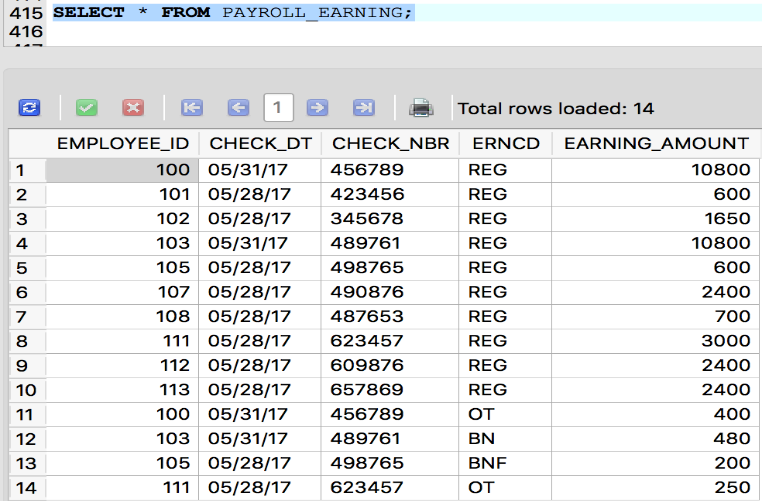 415 SELECT * FROM PAYROLL_EARNING;
416
1 Total rows loaded: 14
EMPLOYEE_ID CHECK_DT CHECK_NBR ERNCD EARNING_AMOUNT
1 100 05/31/17 456789 REG 10800
2 101 05/28/17 423456 REG 600
3 102 05/28/17 345678 REG 1650
4 103 05/31/17 489761 REG 10800
5 105 05/28/17 498765 REG 600
6 107 05/28/17 490876 REG 2400
7 108 05/28/17 487653 REG 700
8 111 05/28/17 623457 REG 3000
9 112 05/28/17 609876 REG 2400
10 113 05/28/17 657869 REG 2400
11 100 05/31/17 456789 OT 400
12 103 05/31/17 489761 BN 480
13 105 05/28/17 498765 BNF 200
14 111 05/28/17 623457 OT 250